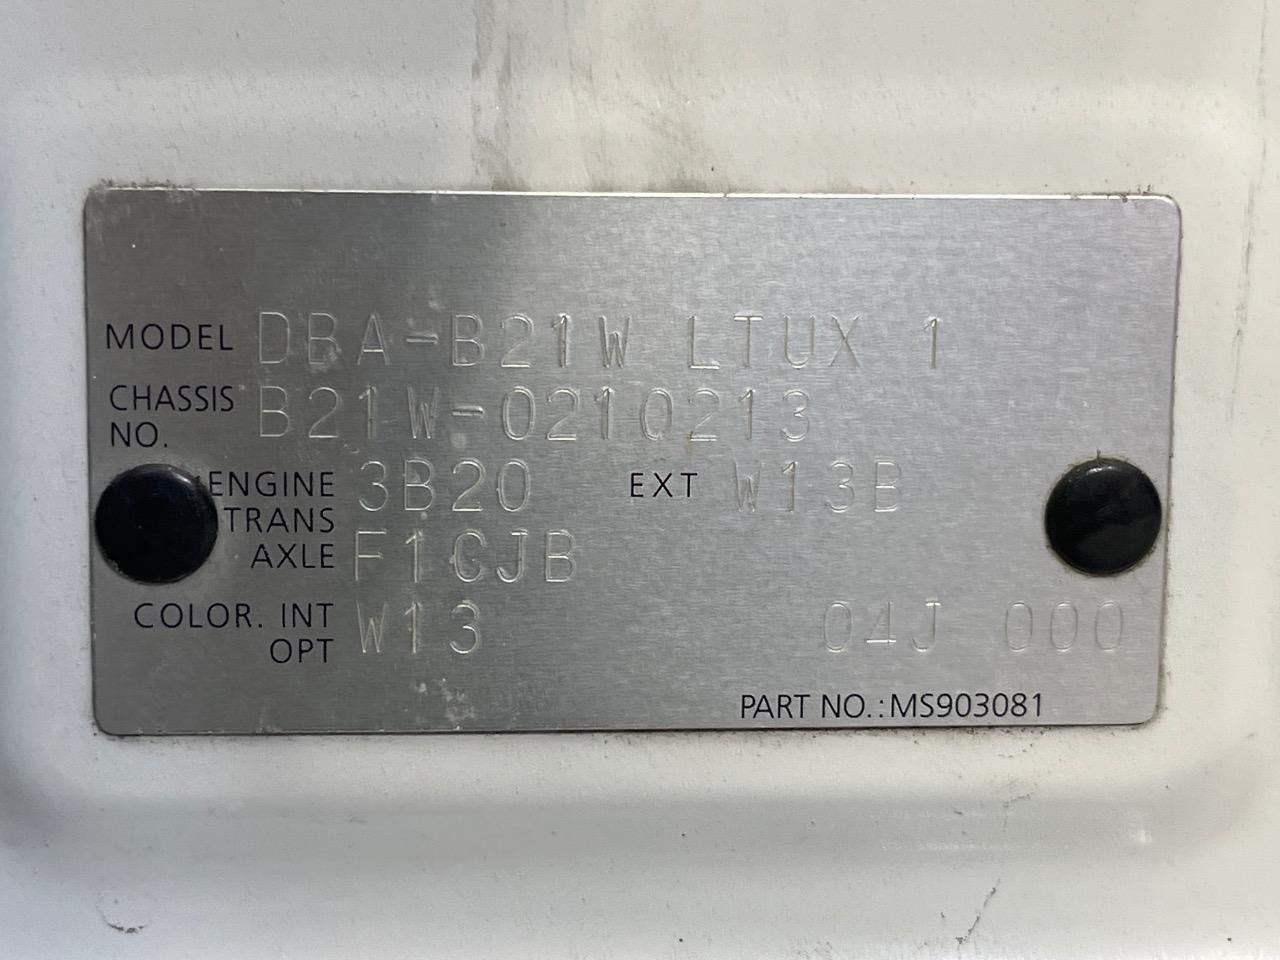 MODEL DBA-B21W LTUX 1
CHASSIS NO. B21W-0210213
ENGINE 3B20 EXT W13B
TRANS AXLE F1CJB
COLOR. INT OPT W13 04J 000
PART NO.:MS903081